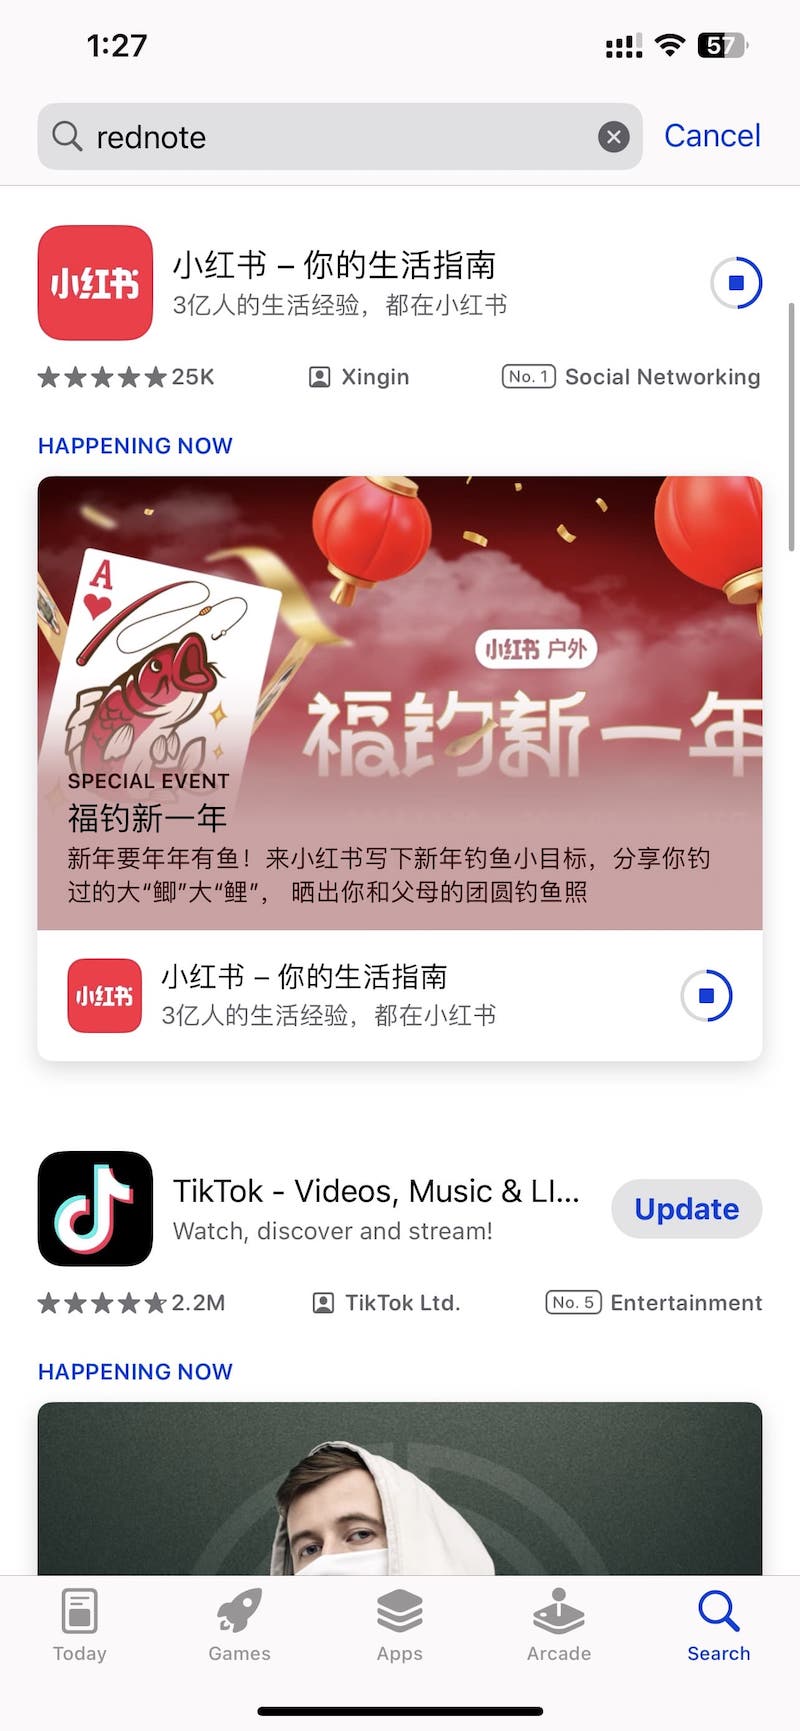 1:27
57
rednote
Cancel
小红书
小红书 – 你的生活指南
3亿人的生活经验，都在小红书
25K
Xingin
No. 1
Social Networking
HAPPENING NOW
A
小红书 户外
福钓新一年
SPECIAL EVENT
福钓新一年
新年要年年有鱼！来小红书写下新年钓鱼小目标，分享你钓
过的大“鲫”大“鲤”， 晒出你和父母的团圆钓鱼照
小红书
小红书 – 你的生活指南
3亿人的生活经验，都在小红书
TikTok - Videos, Music & LI...
Watch, discover and stream!
Update
2.2M
TikTok Ltd.
No. 5
Entertainment
HAPPENING NOW
Today
Games
Apps
Arcade
Search